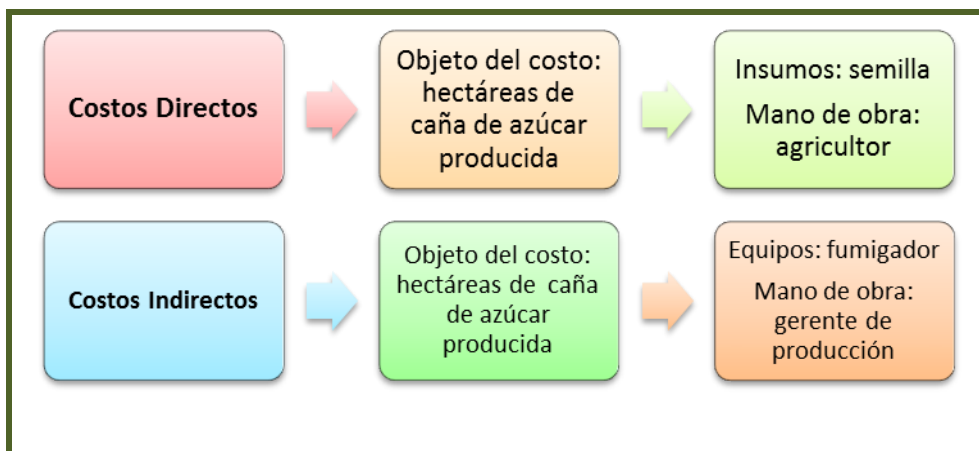 Costos Directos
Objeto del costo:
hectáreas de
caña de azúcar
producida
Insumos: semilla
Mano de obra:
agricultor
Costos Indirectos
Objeto del costo:
hectáreas de caña
de azúcar
producida
Equipos: fumigador
Mano de obra:
gerente de
producción